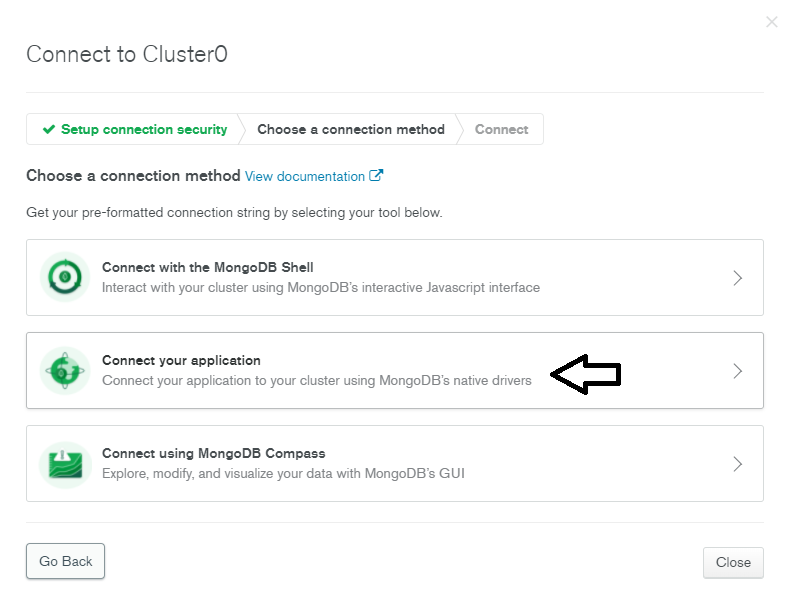 Connect to Cluster0
Setup connection security
Choose a connection method
Connect
Choose a connection method View documentation
Get your pre-formatted connection string by selecting your tool below.
Connect with the MongoDB Shell
Interact with your cluster using MongoDB's interactive Javascript interface
Connect your application
Connect your application to your cluster using MongoDB's native drivers
Connect using MongoDB Compass
Explore, modify, and visualize your data with MongoDB's GUI
Go Back
Close